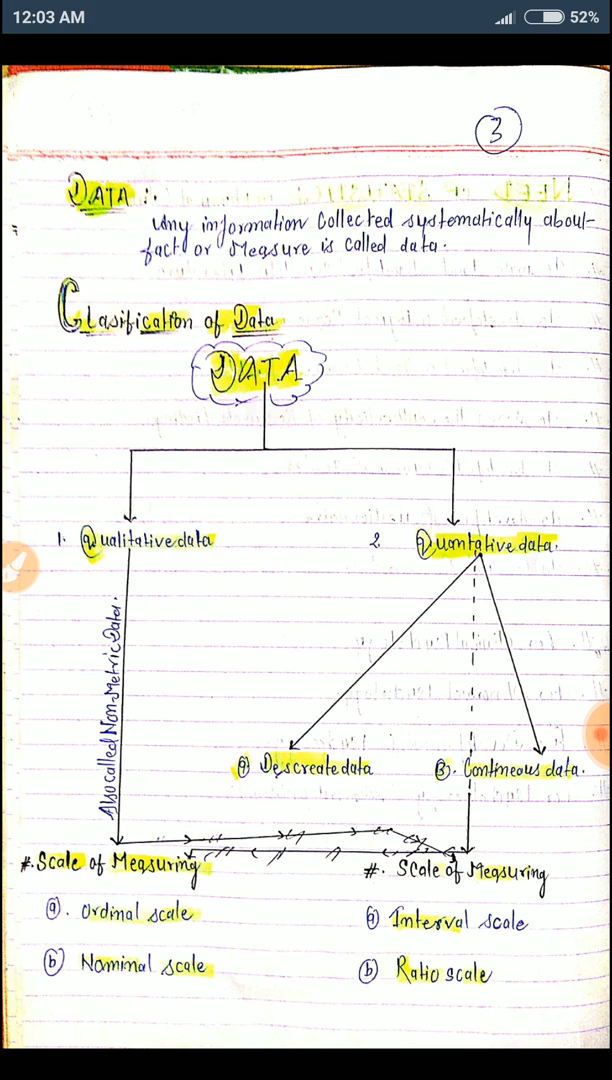 12:03 AM 52%
3
DATA :
Any information Collected systematically about
fact or Measure is called data.
Clasification of Data
D.A.T.A
1. Qualitative data
2. Quantative data.
Also called Non-Metric Data.
(a) Descreate data
(B). Contineous data.
#. Scale of Measuring
#. Scale of Measuring
(a). Ordinal scale
(a) Interval scale
(b) Nominal scale
(b) Ratio scale